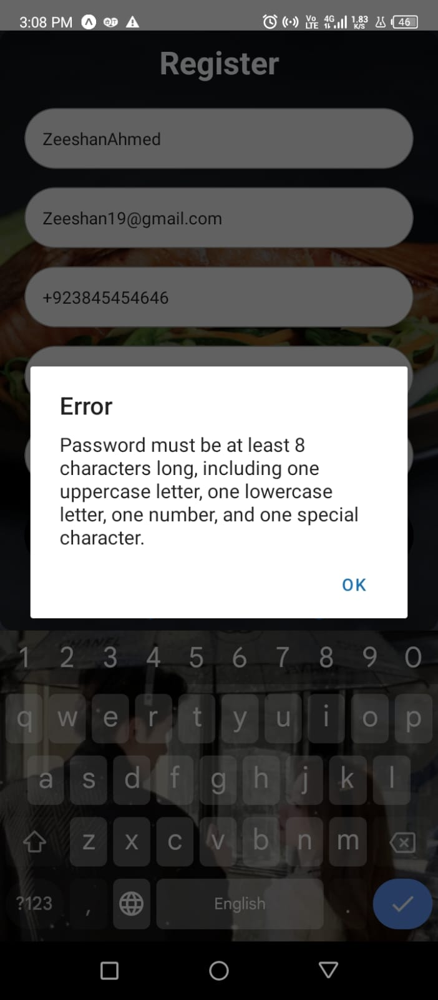 3:08 PM Vo LTE 4G 1.83 K/S 46
Register
ZeeshanAhmed
Zeeshan19@gmail.com
+923845454646
Error
Password must be at least 8
characters long, including one
uppercase letter, one lowercase
letter, one number, and one special
character.
OK
CHANEL
1 2 3 4 5 6 7 8 9 0
q w e r t y u i o p
a s d f g h j k l
z x c v b n m
?123 , English .